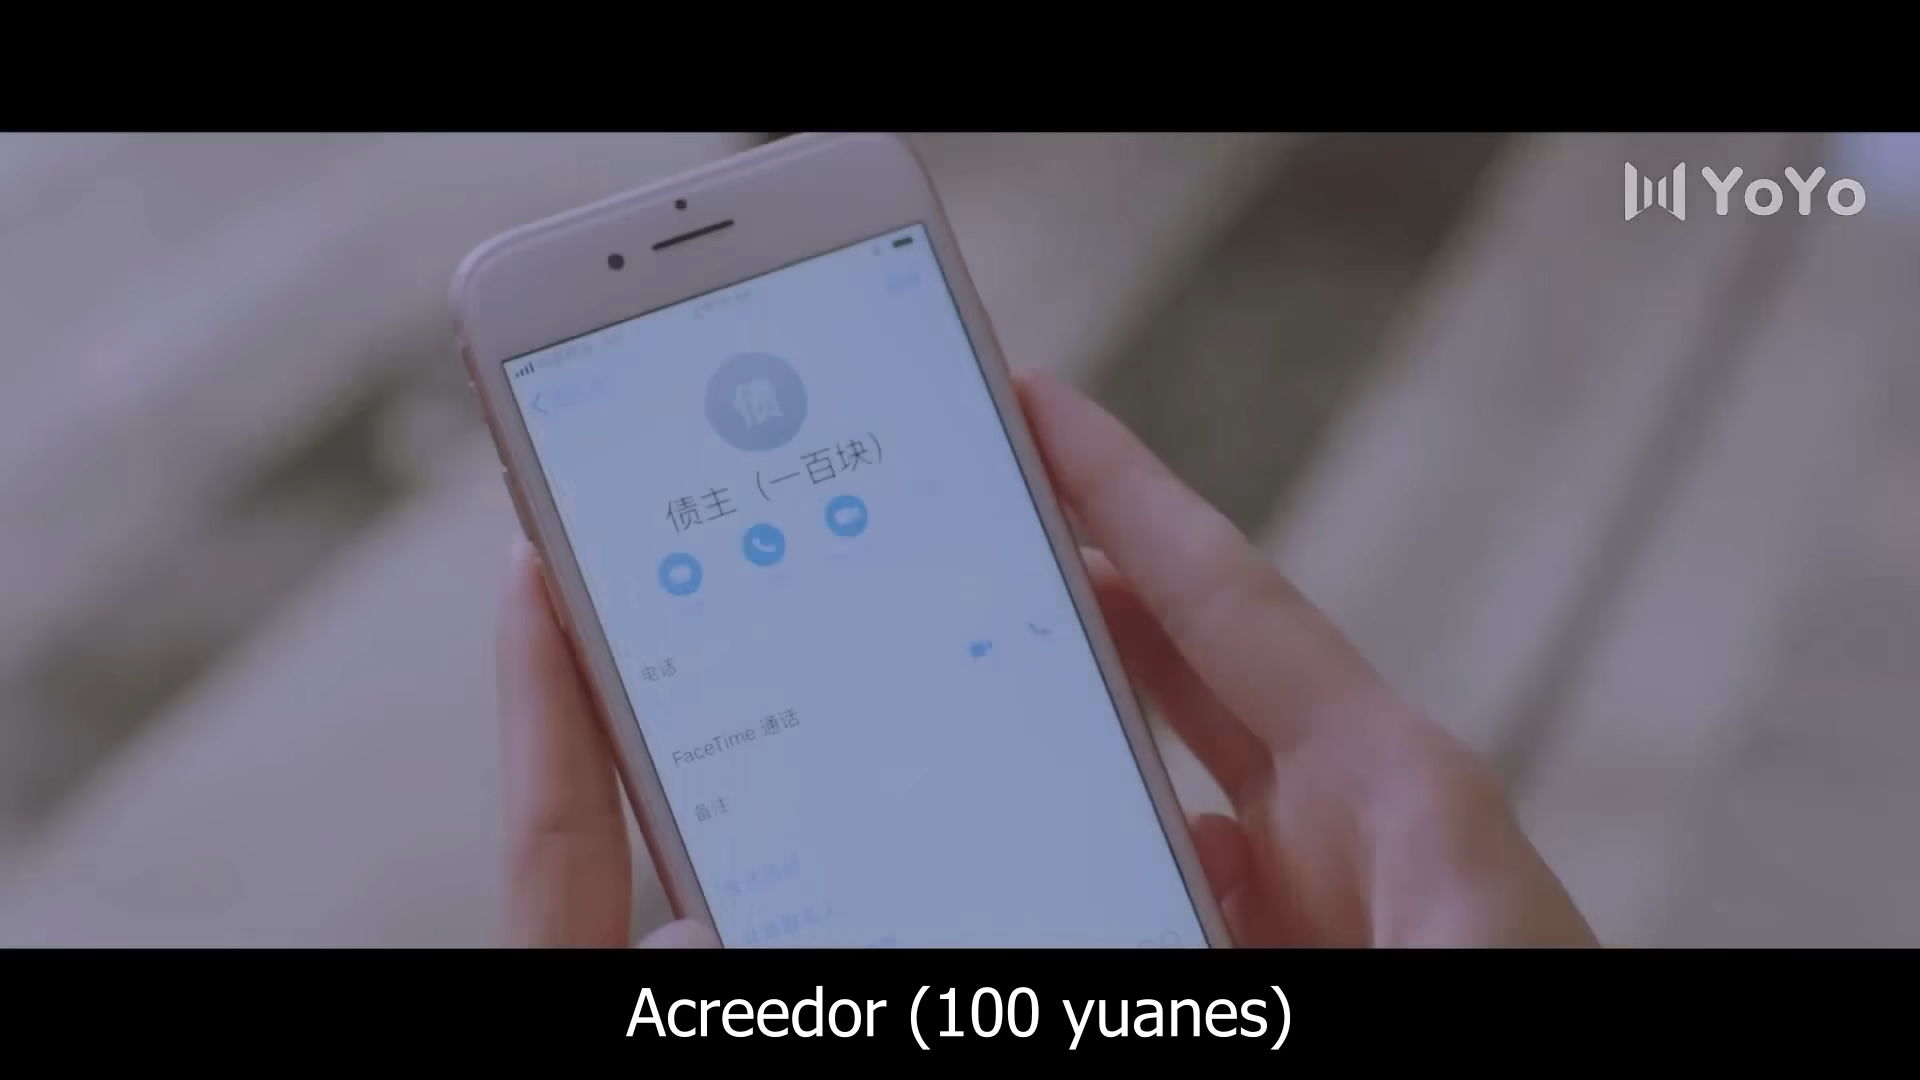 YoYo
债
债主（一百块）
电话
FaceTime 通话
备注
Acreedor (100 yuanes)